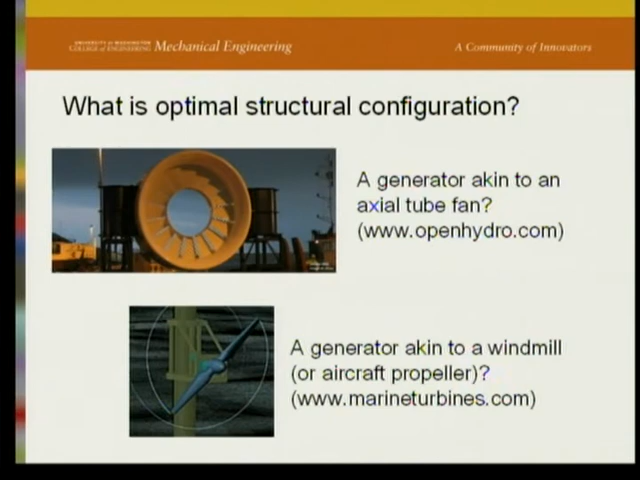 UNIVERSITY OF WASHINGTON
COLLEGE of ENGINEERING Mechanical Engineering
A Community of Innovators
What is optimal structural configuration?
A generator akin to an
axial tube fan?
(www.openhydro.com)
A generator akin to a windmill
(or aircraft propeller)?
(www.marineturbines.com)